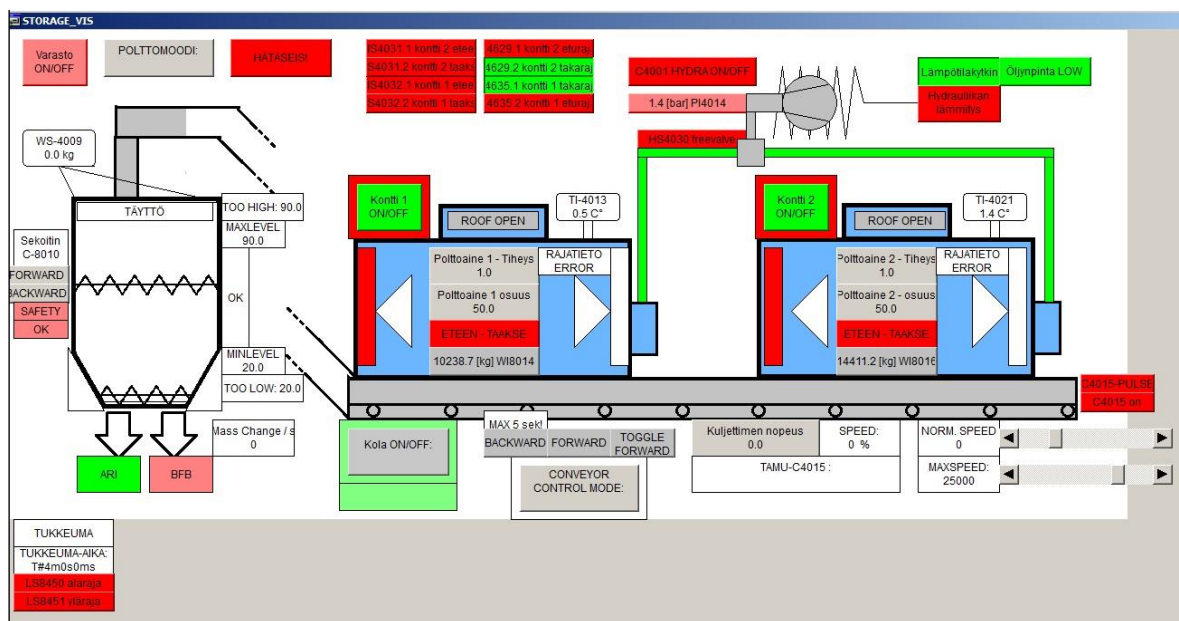 STORAGE_VIS
Varasto
ON/OFF
POLTTOMOODI:
HÄTÄSEIS!
IS4031.1 kontti 2 etee
S4031.2 kontti 2 taaks
IS4032.1 kontti 1 etee
S4032.2 kontti 1 taaks
4629.1 kontti 2 eturaj
4629.2 kontti 2 takaraj
4635.1 kontti 1 takaraj
4635.2 kontti 1 eturaj
C4001 HYDRA ON/OFF
1.4 [bar] PI4014
HS4030 freevalve
Lämpötilakytkin
Öljynpinta LOW
Hydrauliikan
lämmitys
WS-4009
0.0 kg
TÄYTTÖ
TOO HIGH: 90.0
MAXLEVEL
90.0
OK
MINLEVEL
20.0
TOO LOW: 20.0
Sekoitin
C-8010
FORWARD
BACKWARD
SAFETY
OK
Mass Change / s
0
ARI
BFB
Kontti 1
ON/OFF
ROOF OPEN
TI-4013
0.5 C°
Polttoaine 1 - Tiheys
1.0
Polttoaine 1 osuus
50.0
ETEEN - TAAKSE
10238.7 [kg] WI8014
RAJATIETO
ERROR
Kontti 2
ON/OFF
ROOF OPEN
TI-4021
1.4 C°
Polttoaine 2 - Tiheys
1.0
Polttoaine 2 - osuus
50.0
ETEEN - TAAKSE
14411.2 [kg] WI8016
RAJATIETO
ERROR
C4015-PULSE
C4015 on
Kola ON/OFF:
MAX 5 sek!
BACKWARD
FORWARD
TOGGLE
FORWARD
CONVEYOR
CONTROL MODE:
Kuljettimen nopeus
0.0
SPEED:
0 %
TAMU-C4015 :
NORM. SPEED
0
MAXSPEED:
25000
TUKKEUMA
TUKKEUMA-AIKA:
T#4m0s0ms
LS8450 alaraja
LS8451 yläraja